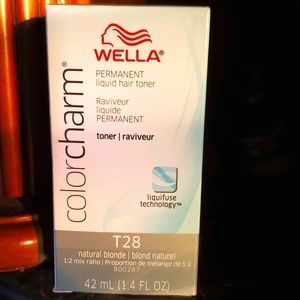 WELLA®
PERMANENT
liquid hair toner
Raviveur
liquide
PERMANENT
toner | raviveur
colorcharm®
liquifuse
technology™
T28
natural blonde | blond naturel
1:2 mix ratio | Proportion de mélange de 1:2
800287
42 mL (1.4 FL OZ)